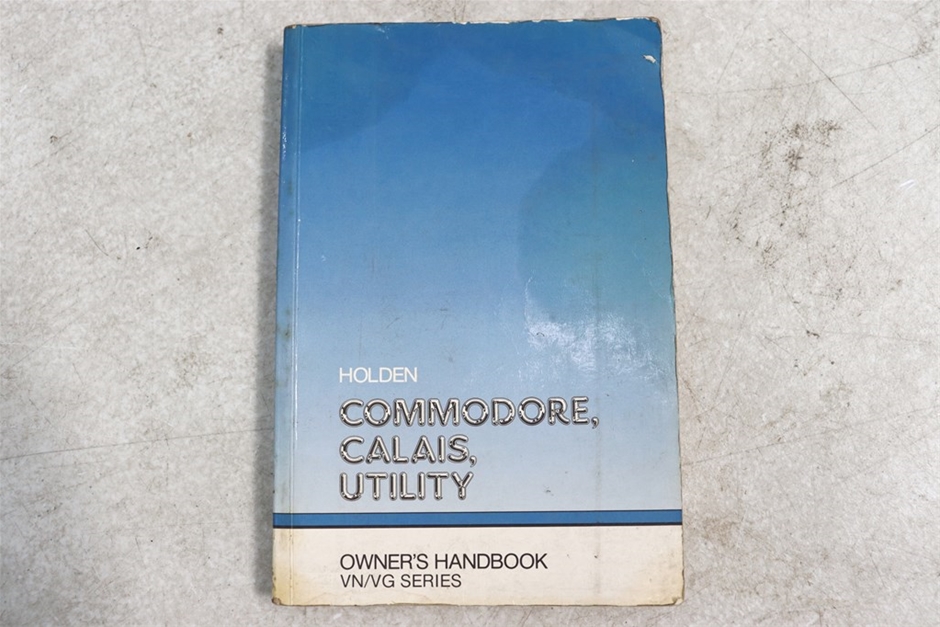 HOLDEN
COMMODORE,
CALAIS,
UTILITY
OWNER'S HANDBOOK
VN/VG SERIES